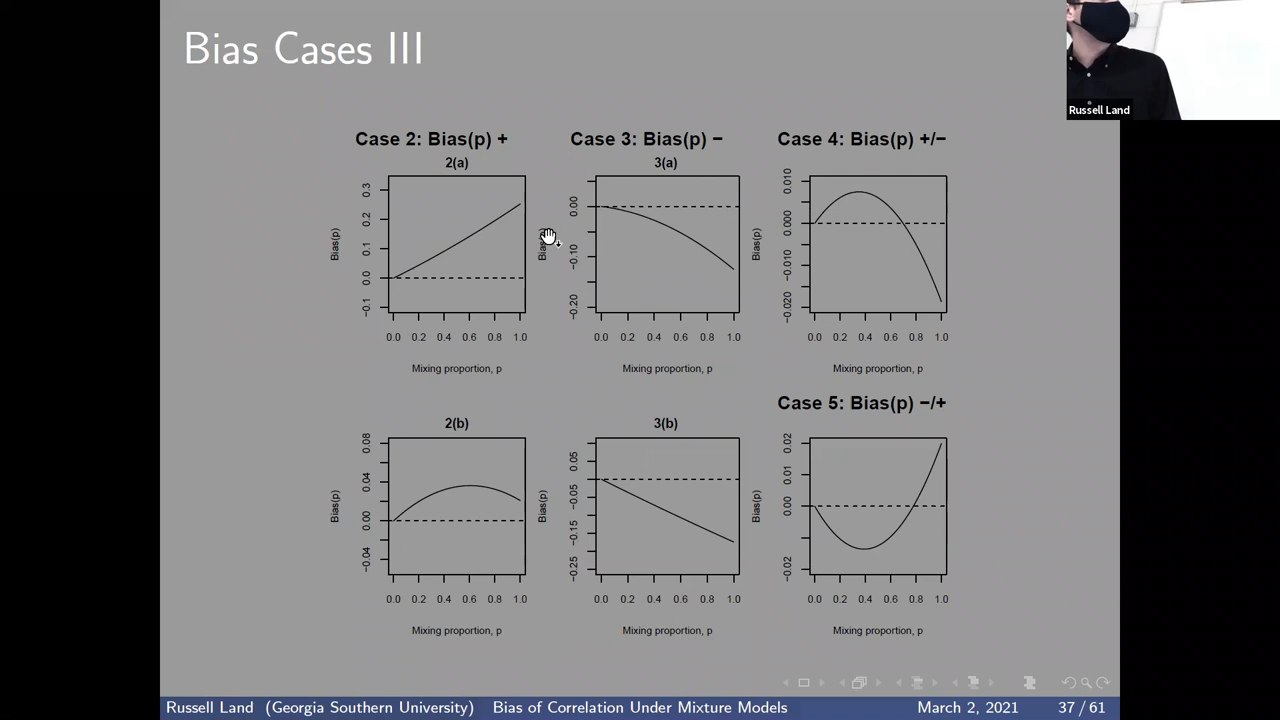 Bias Cases III
Russell Land
Case 2: Bias(p) +
2(a)
Bias(p)
0.3
0.2
0.1
0.0
−0.1
0.0 0.2 0.4 0.6 0.8 1.0
Mixing proportion, p
Case 3: Bias(p) −
3(a)
0.00
−0.10
−0.20
0.0 0.2 0.4 0.6 0.8 1.0
Mixing proportion, p
Case 4: Bias(p) +/−
Bias(p)
0.010
0.000
−0.010
−0.020
0.0 0.2 0.4 0.6 0.8 1.0
Mixing proportion, p
2(b)
Bias(p)
0.08
0.04
0.00
−0.04
0.0 0.2 0.4 0.6 0.8 1.0
Mixing proportion, p
3(b)
Bias(p)
0.05
−0.05
−0.15
−0.25
0.0 0.2 0.4 0.6 0.8 1.0
Mixing proportion, p
Case 5: Bias(p) −/+
Bias(p)
0.02
0.01
0.00
−0.02
0.0 0.2 0.4 0.6 0.8 1.0
Mixing proportion, p
Russell Land (Georgia Southern University) Bias of Correlation Under Mixture Models March 2, 2021 37 / 61